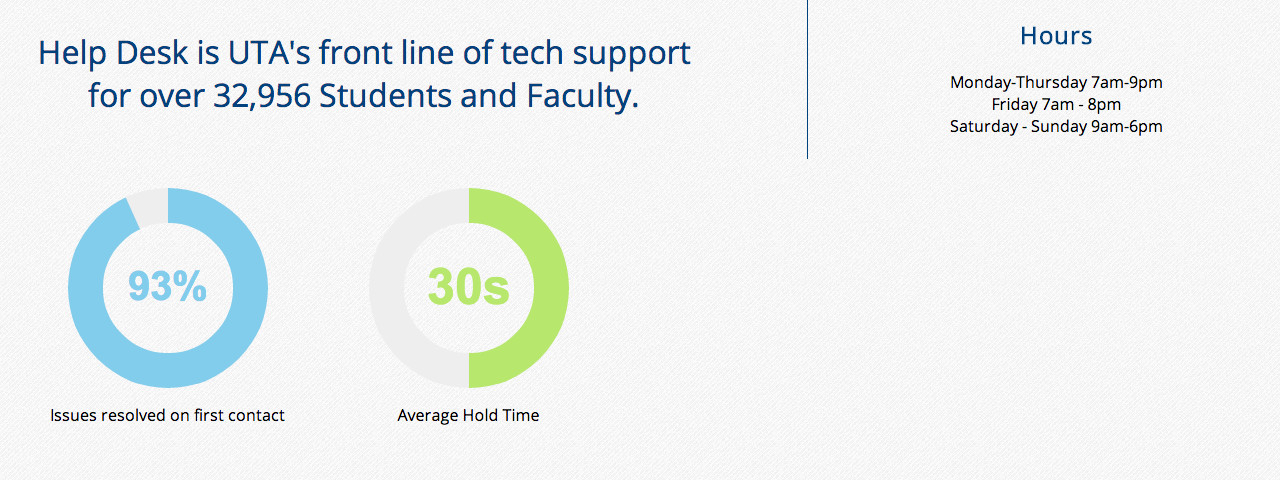 Help Desk is UTA's front line of tech support
for over 32,956 Students and Faculty.
Hours
Monday-Thursday 7am-9pm
Friday 7am - 8pm
Saturday - Sunday 9am-6pm
93%
Issues resolved on first contact
30s
Average Hold Time